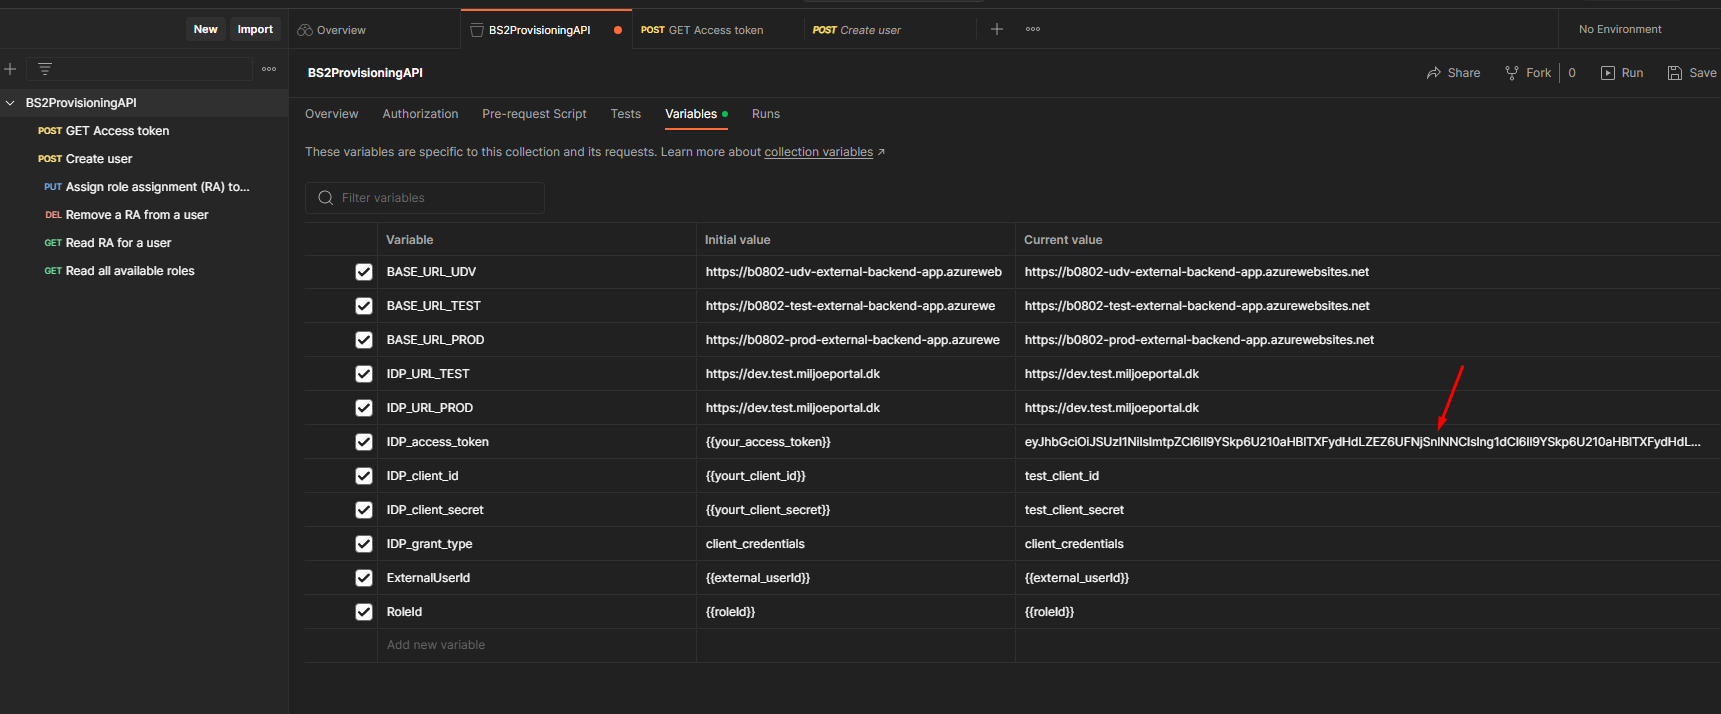 New Import Overview BS2ProvisioningAPI POST GET Access token POST Create user No Environment
BS2ProvisioningAPI Share Fork 0 Run Save
BS2ProvisioningAPI
POST GET Access token
POST Create user
PUT Assign role assignment (RA) to...
DEL Remove a RA from a user
GET Read RA for a user
GET Read all available roles
Overview Authorization Pre-request Script Tests Variables Runs
These variables are specific to this collection and its requests. Learn more about collection variables ↗
Filter variables
Variable Initial value Current value
BASE_URL_UDV https://b0802-udv-external-backend-app.azureweb https://b0802-udv-external-backend-app.azurewebsites.net
BASE_URL_TEST https://b0802-test-external-backend-app.azurewe https://b0802-test-external-backend-app.azurewebsites.net
BASE_URL_PROD https://b0802-prod-external-backend-app.azurewe https://b0802-prod-external-backend-app.azurewebsites.net
IDP_URL_TEST https://dev.test.miljoeportal.dk https://dev.test.miljoeportal.dk
IDP_URL_PROD https://dev.test.miljoeportal.dk https://dev.test.miljoeportal.dk
IDP_access_token {{your_access_token}}
IDP_client_id {{yourt_client_id}} test_client_id
IDP_client_secret {{yourt_client_secret}} test_client_secret
IDP_grant_type client_credentials client_credentials
ExternalUserId {{external_userId}} {{external_userId}}
RoleId {{roleId}} {{roleId}}
Add new variable